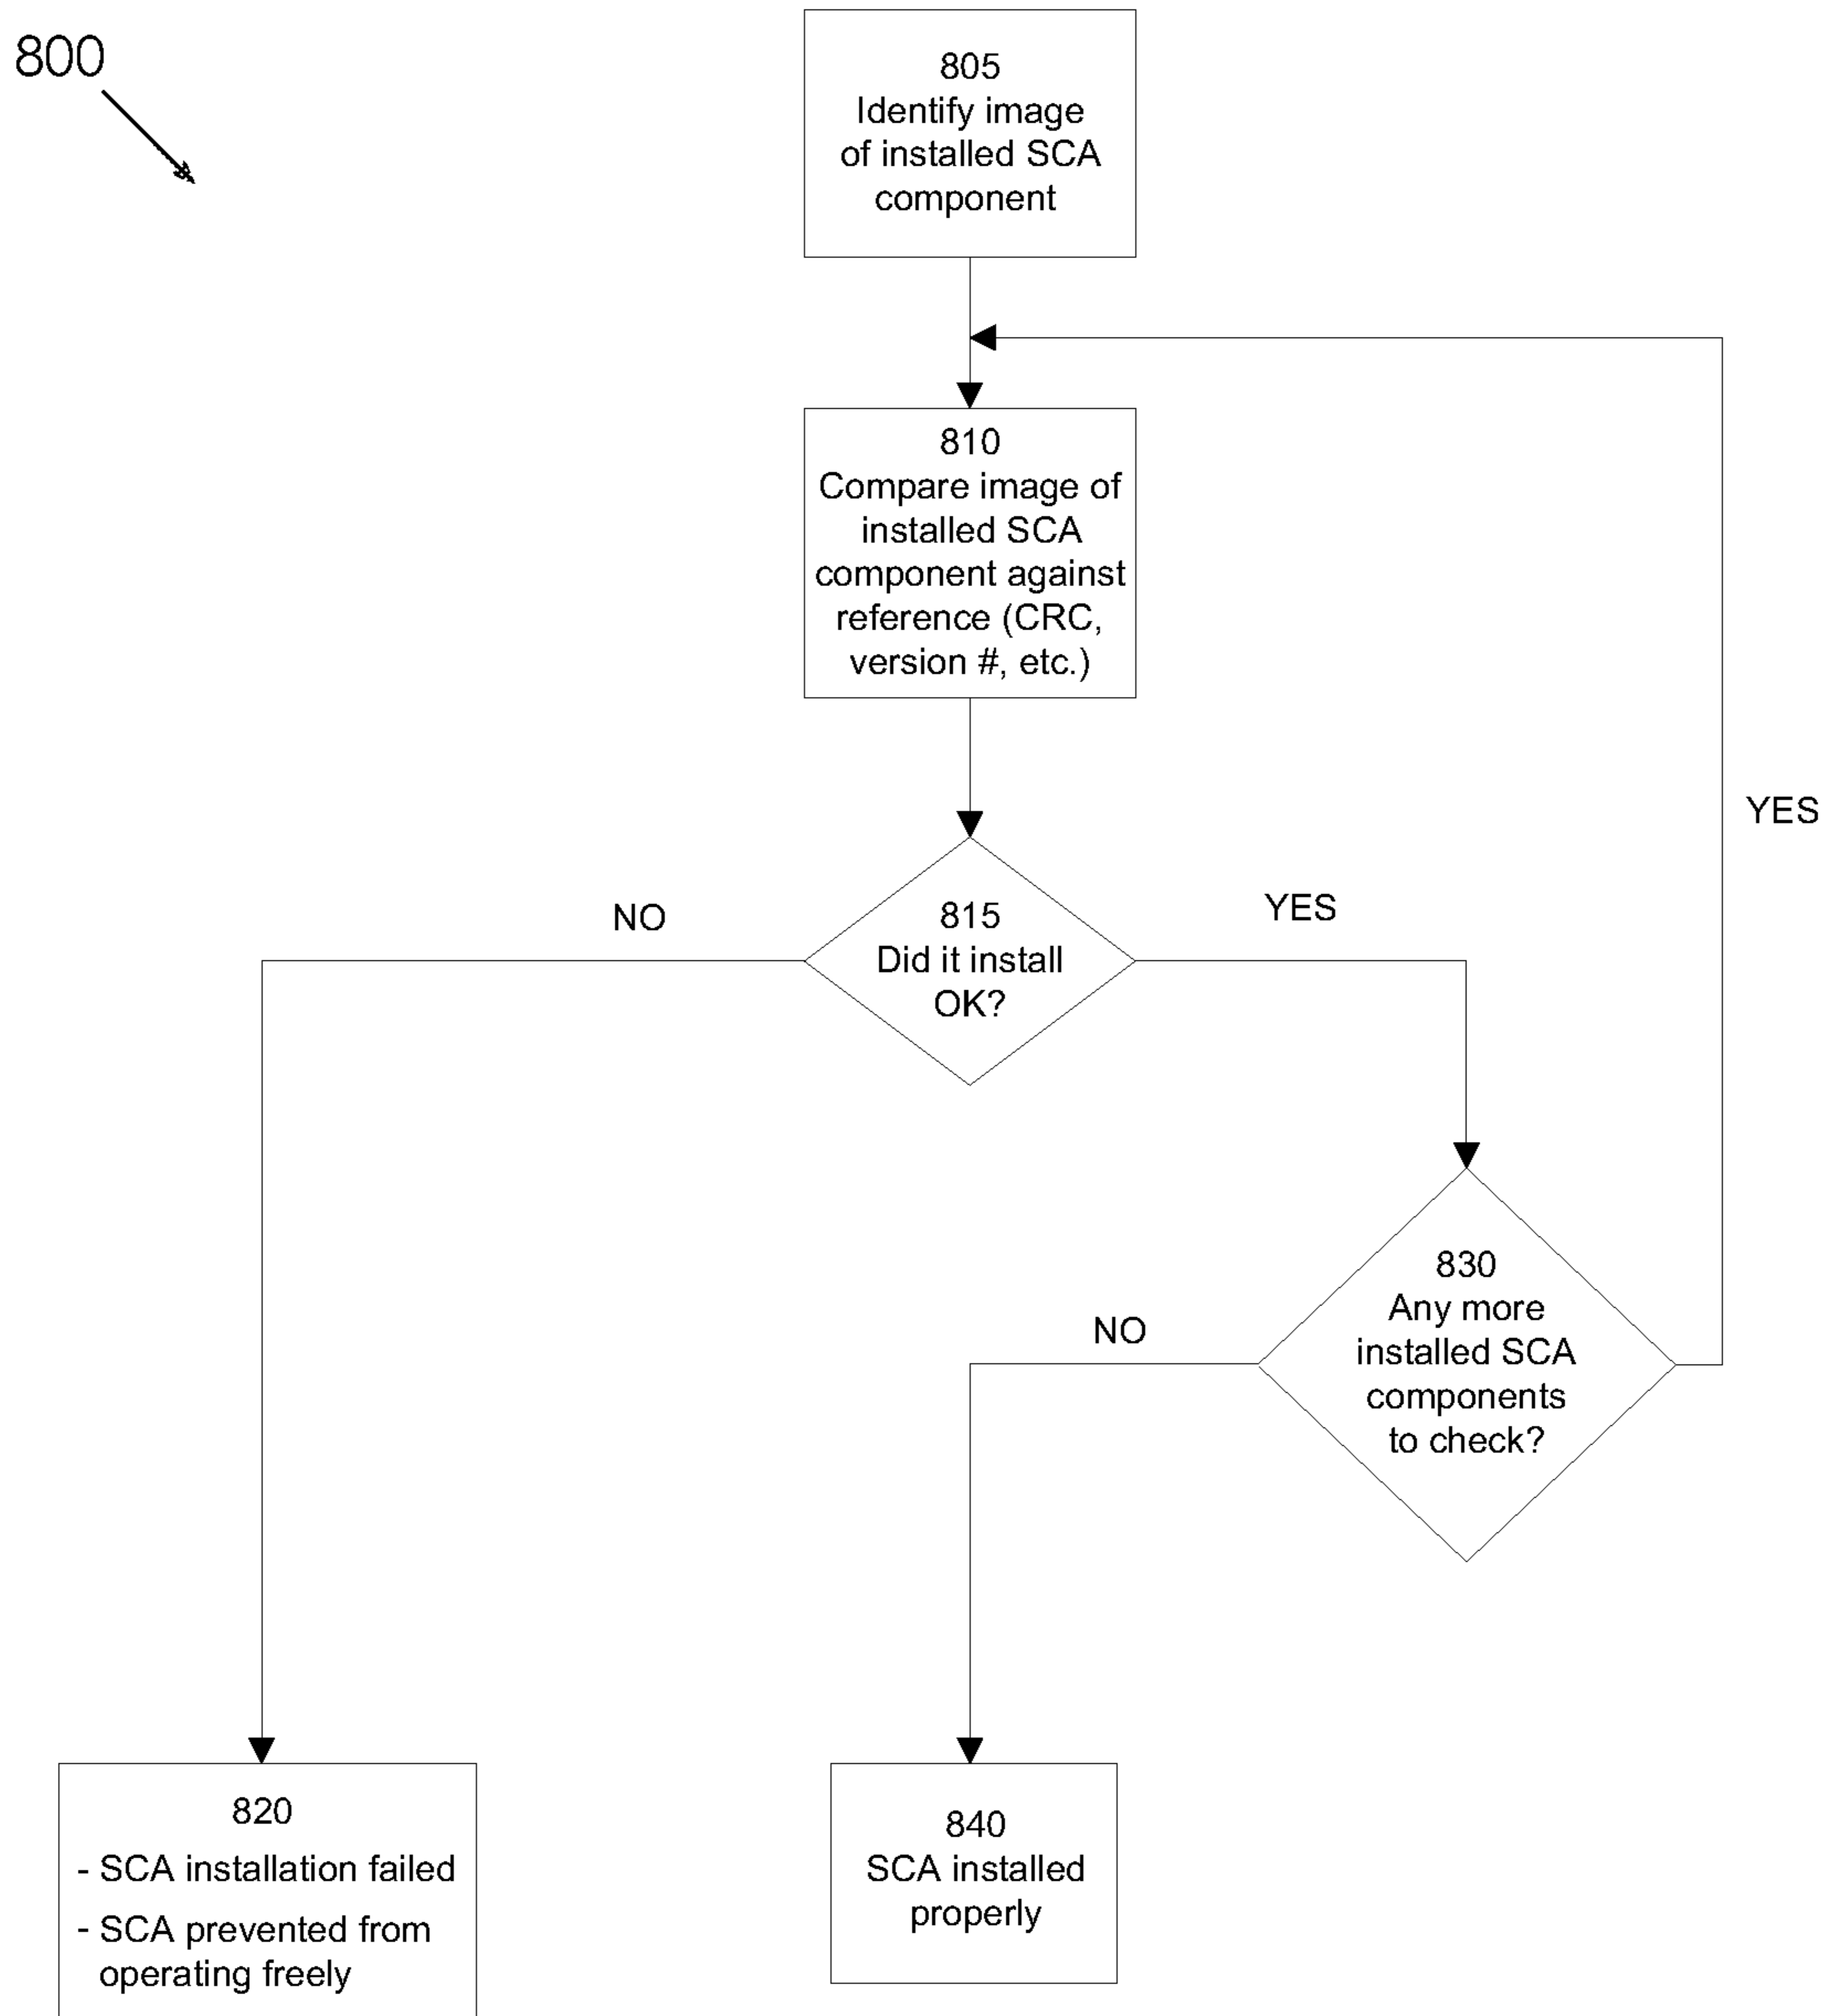 800
805
Identify image
of installed SCA
component
810
Compare image of
installed SCA
component against
reference (CRC,
version #, etc.)
YES
NO
815
Did it install
OK?
YES
830
Any more
installed SCA
components
to check?
NO
820
- SCA installation failed
- SCA prevented from
operating freely
840
SCA installed
properly